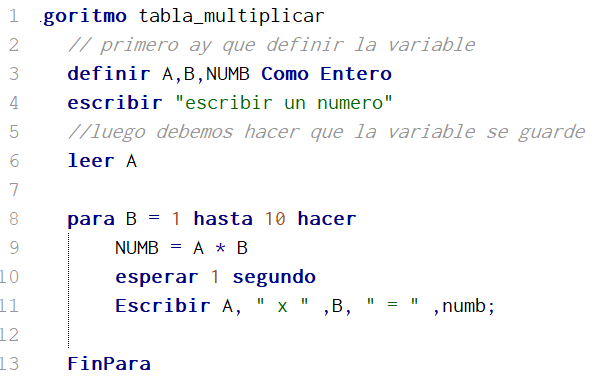 1 .goritmo tabla_multiplicar
2 // primero ay que definir la variable
3 definir A,B,NUMB Como Entero
4 escribir "escribir un numero"
5 //luego debemos hacer que la variable se guarde
6 leer A
7
8 para B = 1 hasta 10 hacer
9 NUMB = A * B
10 esperar 1 segundo
11 Escribir A, " x " ,B, " = " ,numb;
12
13 FinPara